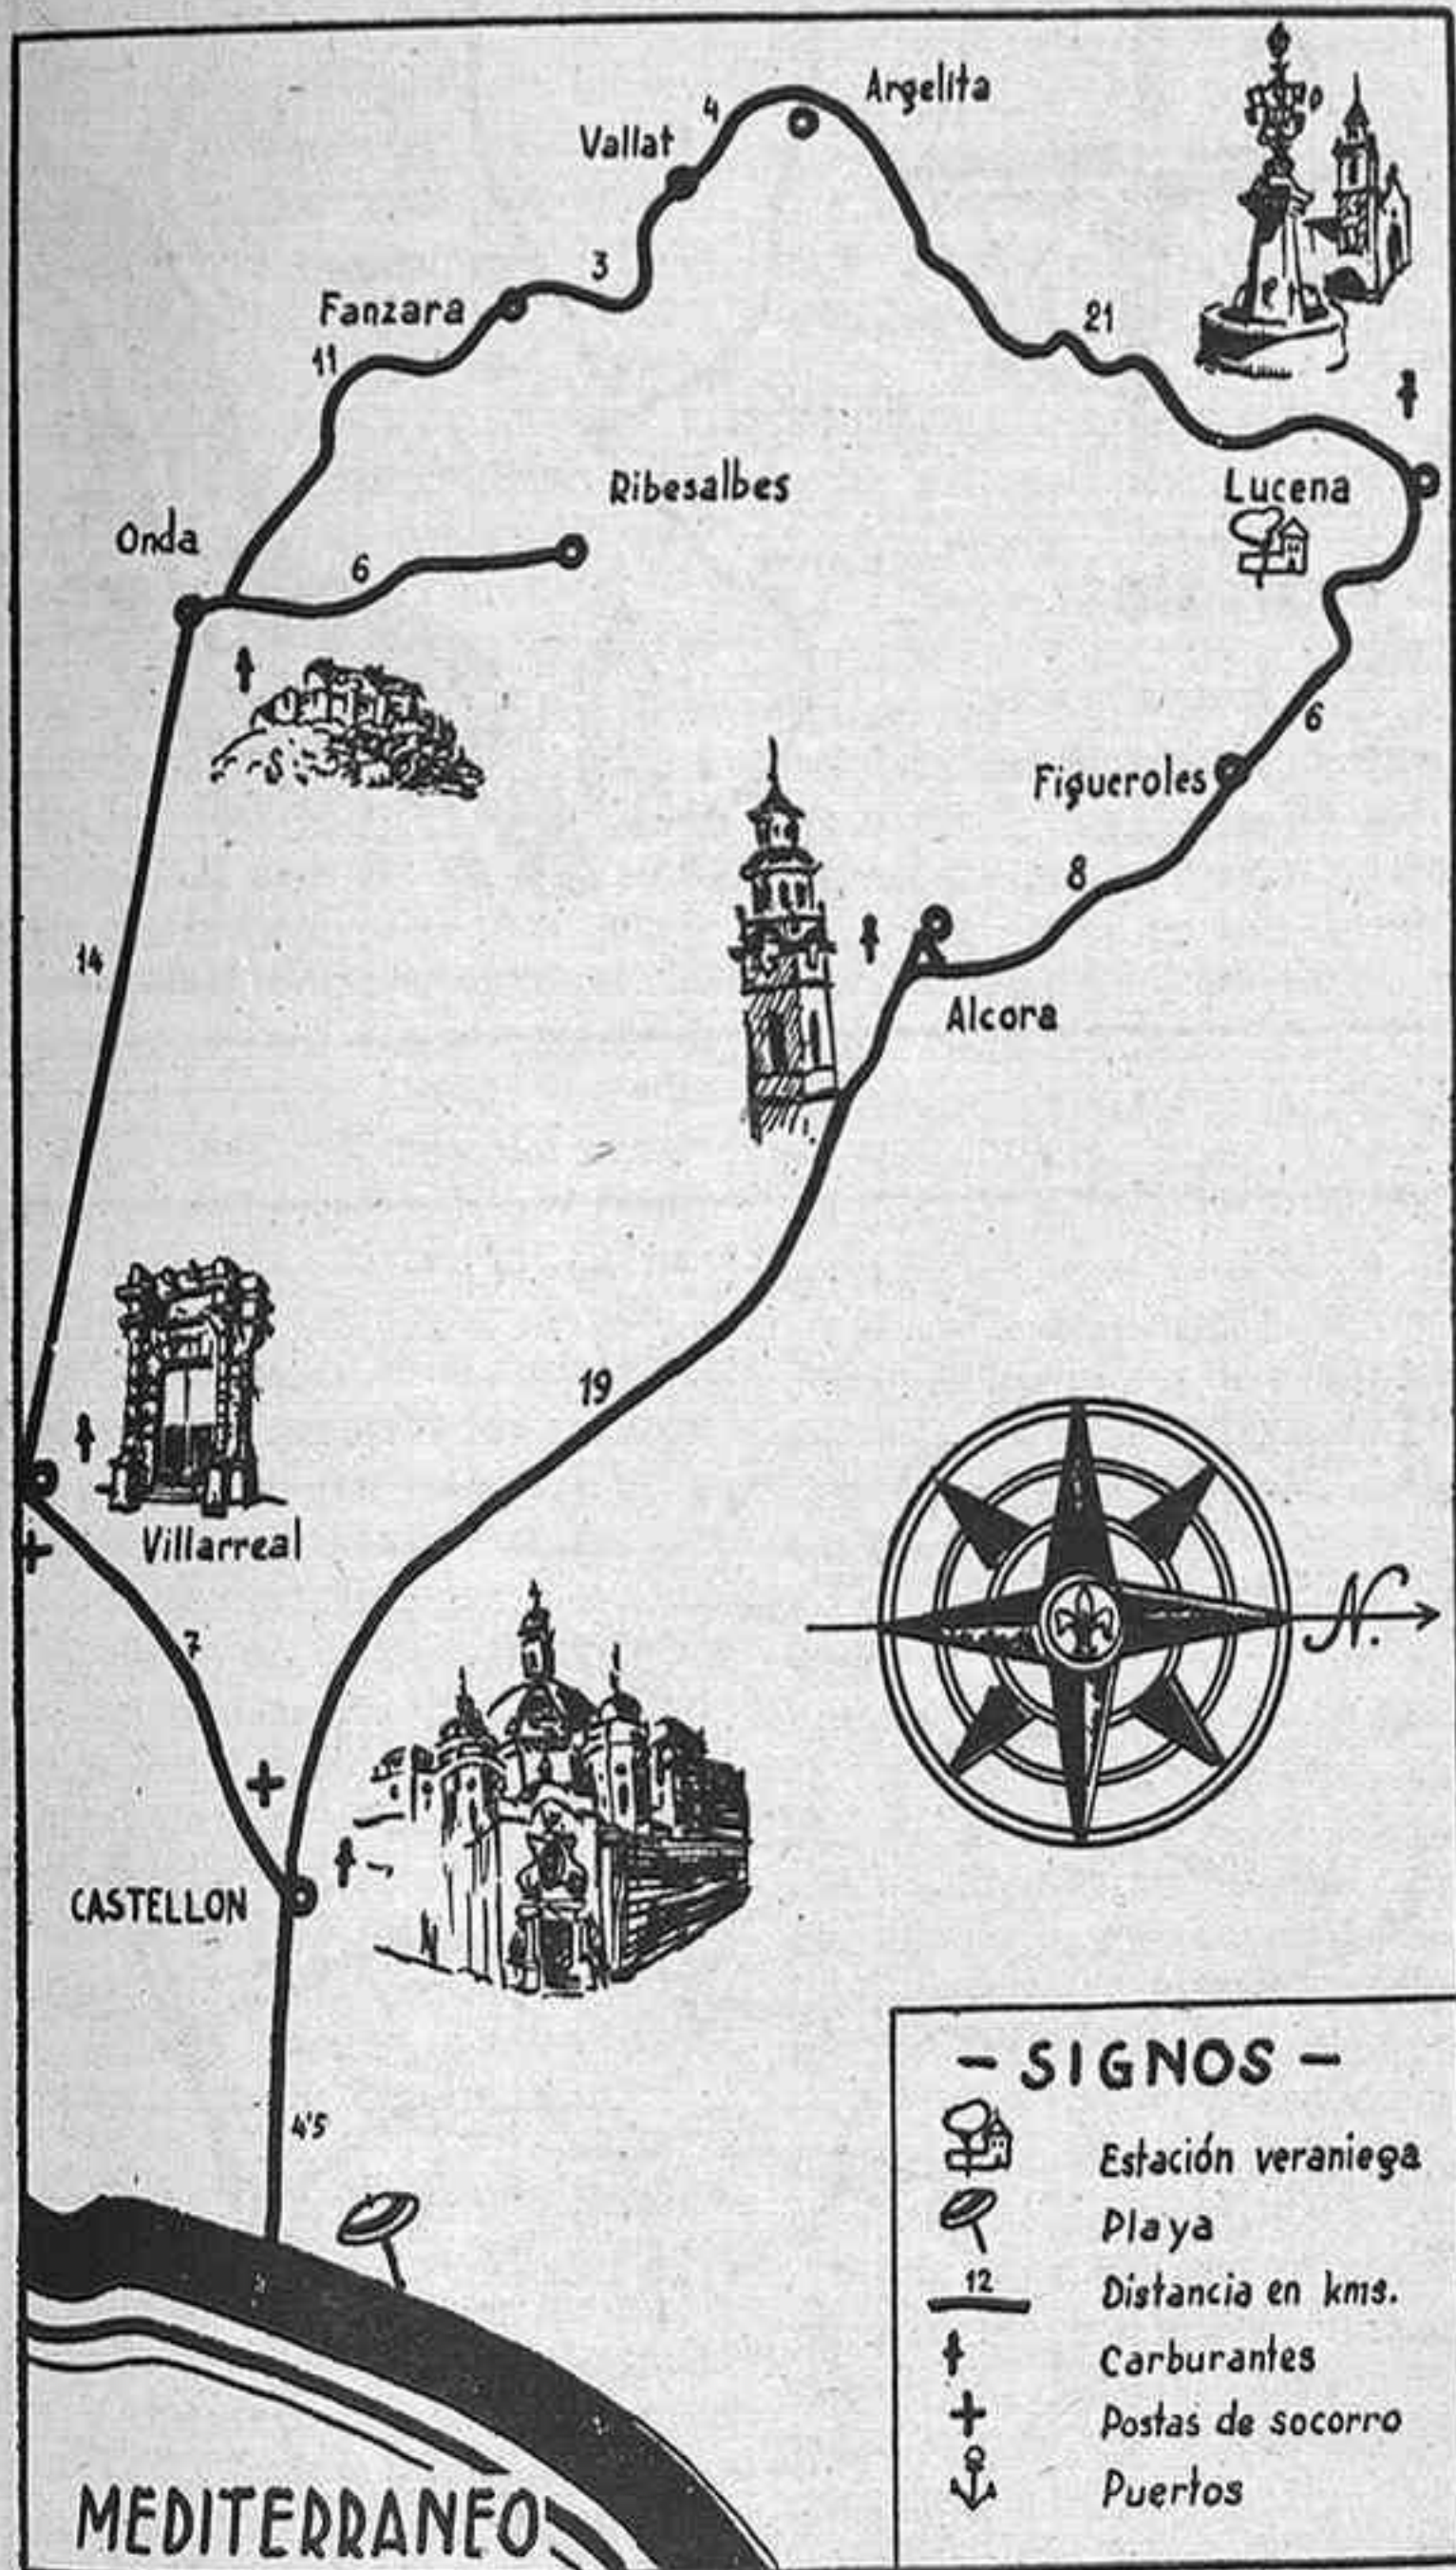 Argelita
4
Vallat
3
Fanzara
11
21
Ribesalbes
Lucena
Onda
6
6
Figueroles
8
14
Alcora
19
Villarreal
N.
7
CASTELLON
4'5
- SIGNOS -
Estación veraniega
Playa
12
Distancia en kms.
Carburantes
Postas de socorro
Puertos
MEDITERRANEO